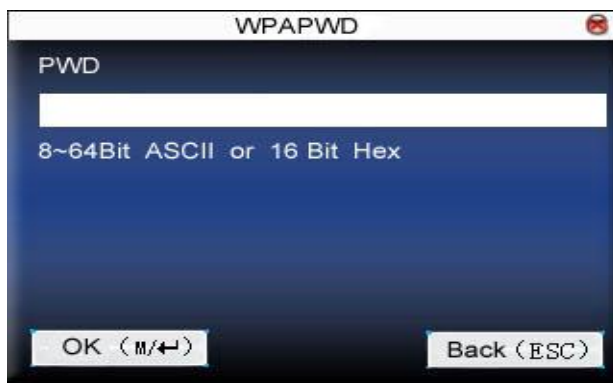 WPAPWD
PWD
8~64Bit ASCII or 16 Bit Hex
OK (M/↵) Back (ESC)